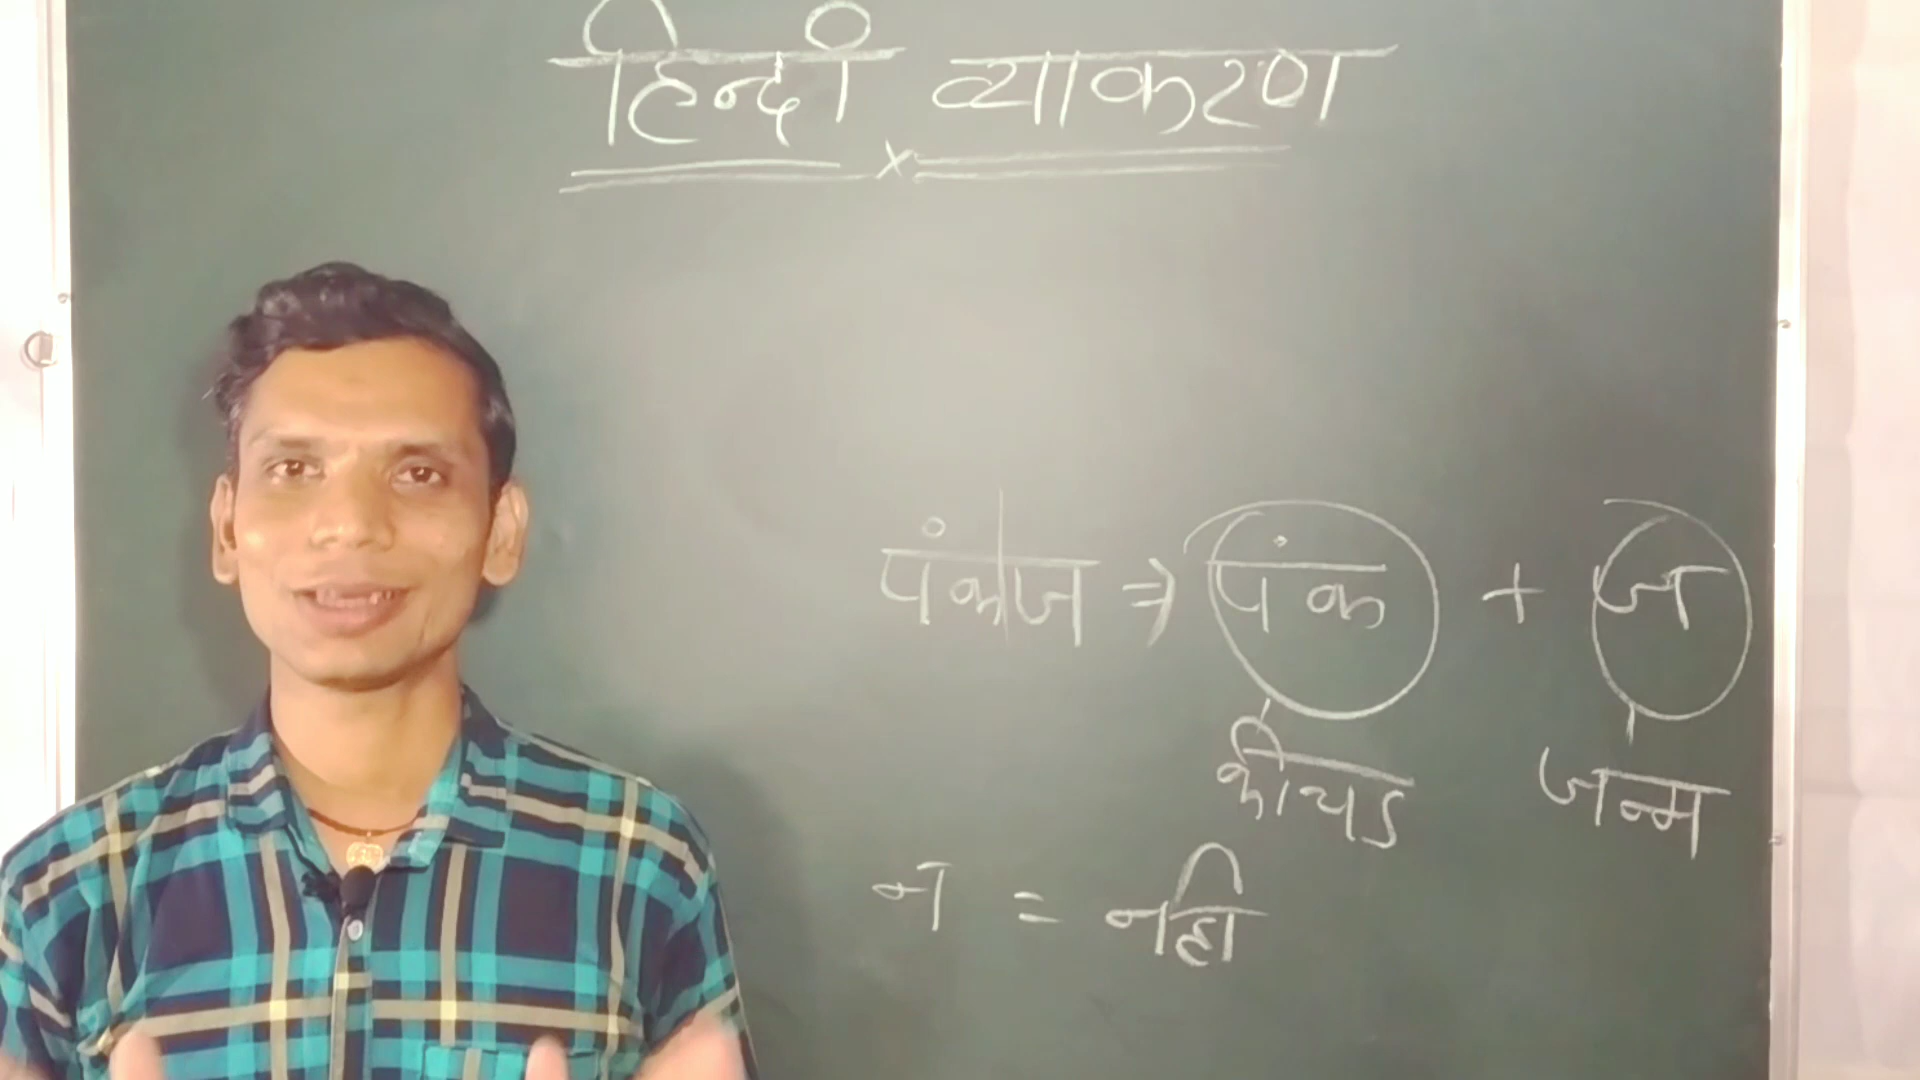 हिन्दी व्याकरण
x
पंकज ⇒ पंक + ज
कीचड जन्म
न = नही